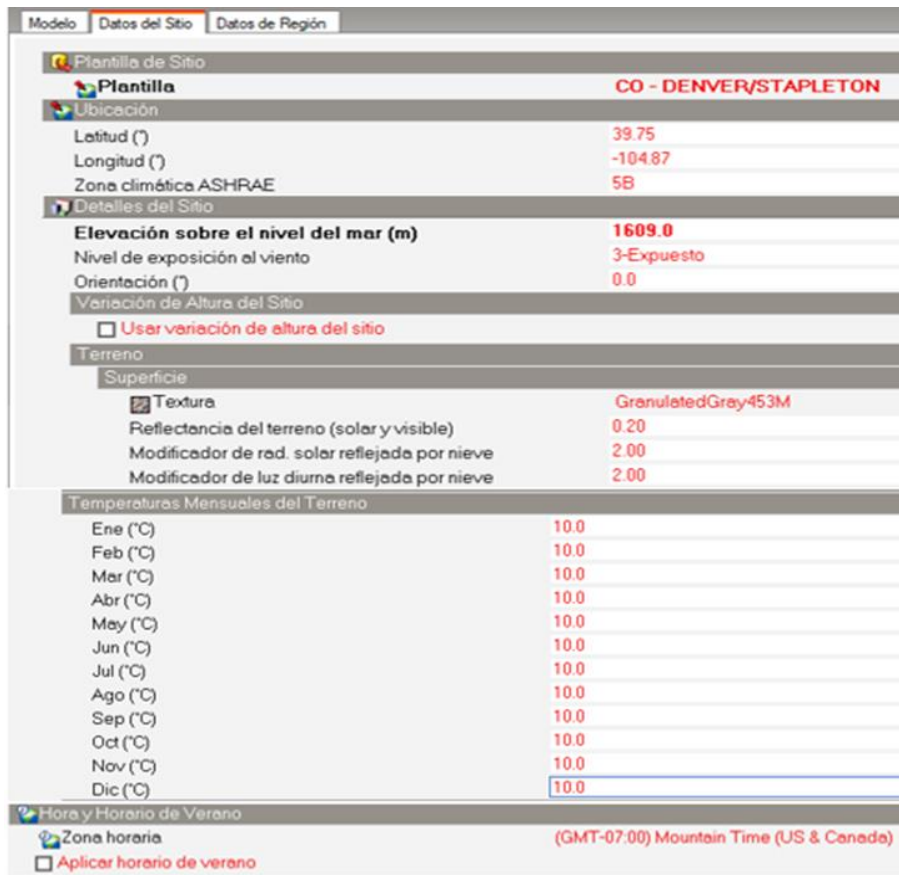 Modelo Datos del Sitio Datos de Región
Plantilla de Sitio
Plantilla CO - DENVER/STAPLETON
Ubicación
Latitud (°) 39.75
Longitud (°) -104.87
Zona climática ASHRAE 5B
Detalles del Sitio
Elevación sobre el nivel del mar (m) 1609.0
Nivel de exposición al viento 3-Expuesto
Orientación (°) 0.0
Variación de Altura del Sitio
Usar variación de altura del sitio
Terreno
Superficie
Textura GranulatedGray453M
Reflectancia del terreno (solar y visible) 0.20
Modificador de rad. solar reflejada por nieve 2.00
Modificador de luz diurna reflejada por nieve 2.00
Temperaturas Mensuales del Terreno
Ene (°C) 10.0
Feb (°C) 10.0
Mar (°C) 10.0
Abr (°C) 10.0
May (°C) 10.0
Jun (°C) 10.0
Jul (°C) 10.0
Ago (°C) 10.0
Sep (°C) 10.0
Oct (°C) 10.0
Nov (°C) 10.0
Dic (°C) 10.0
Hora y Horario de Verano
Zona horaria (GMT-07:00) Mountain Time (US & Canada)
Aplicar horario de verano